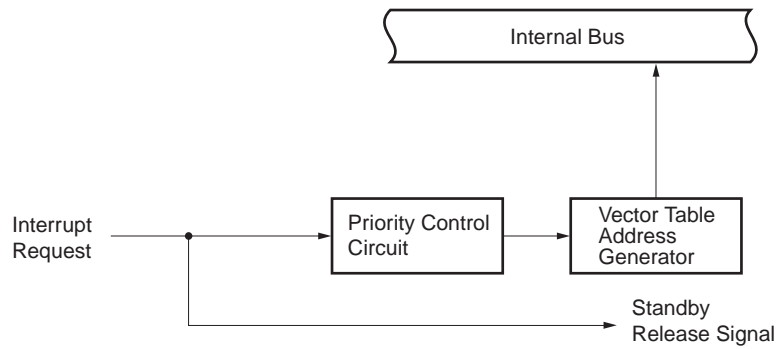 Internal Bus
Interrupt
Request
Priority Control
Circuit
Vector Table
Address
Generator
Standby
Release Signal